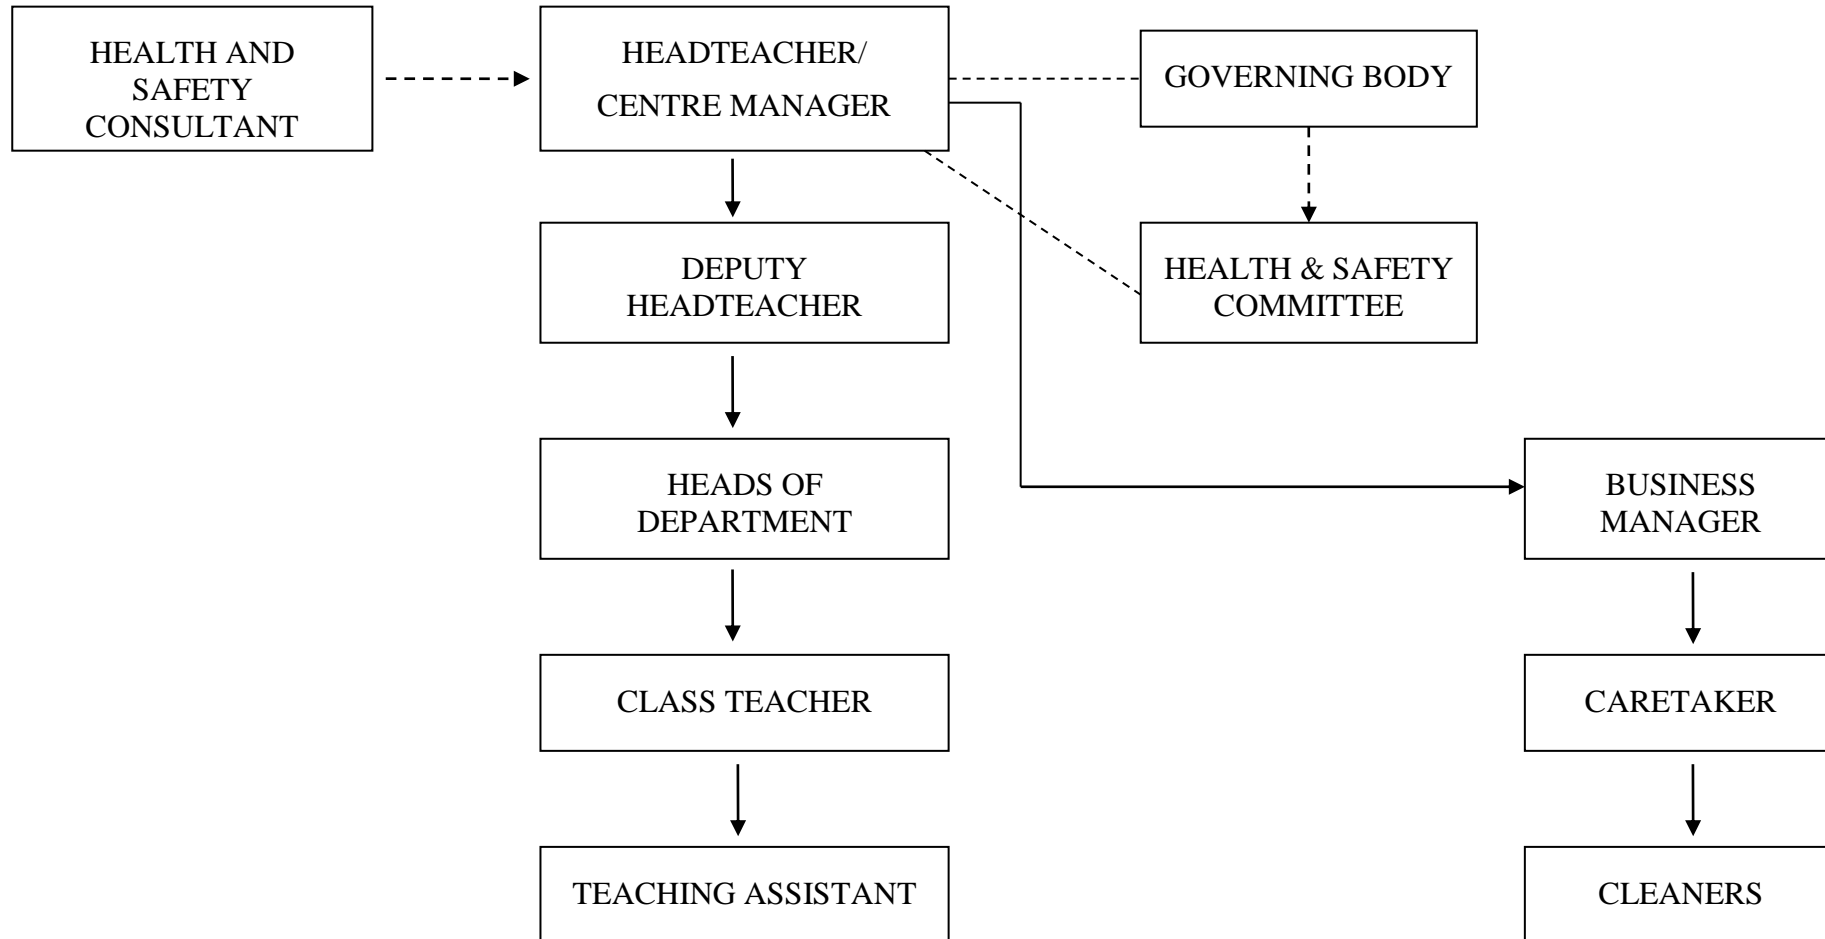 HEALTH AND
SAFETY
CONSULTANT
HEADTEACHER/
CENTRE MANAGER
GOVERNING BODY
DEPUTY
HEADTEACHER
HEALTH & SAFETY
COMMITTEE
HEADS OF
DEPARTMENT
BUSINESS
MANAGER
CLASS TEACHER
CARETAKER
TEACHING ASSISTANT
CLEANERS